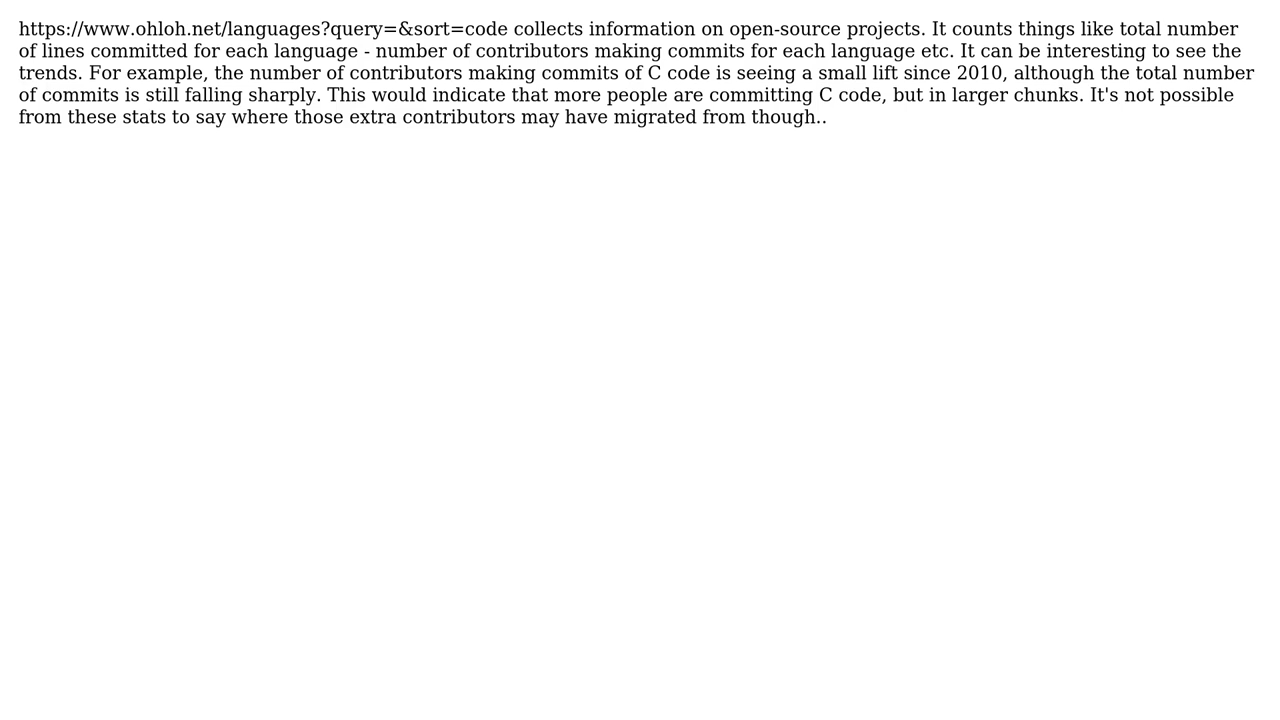 https://www.ohloh.net/languages?query=&sort=code collects information on open-source projects. It counts things like total number
of lines committed for each language - number of contributors making commits for each language etc. It can be interesting to see the
trends. For example, the number of contributors making commits of C code is seeing a small lift since 2010, although the total number
of commits is still falling sharply. This would indicate that more people are committing C code, but in larger chunks. It's not possible
from these stats to say where those extra contributors may have migrated from though..